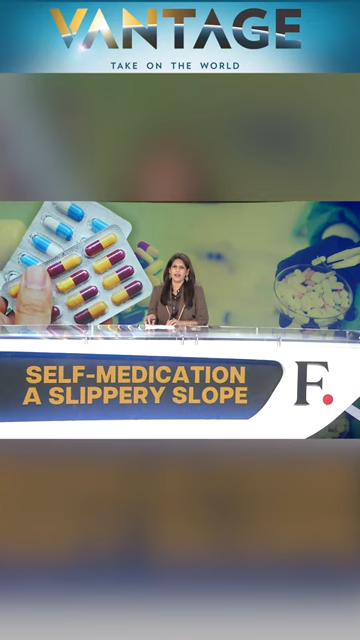 VANTAGE
TAKE ON THE WORLD
SELF-MEDICATION
A SLIPPERY SLOPE
F.